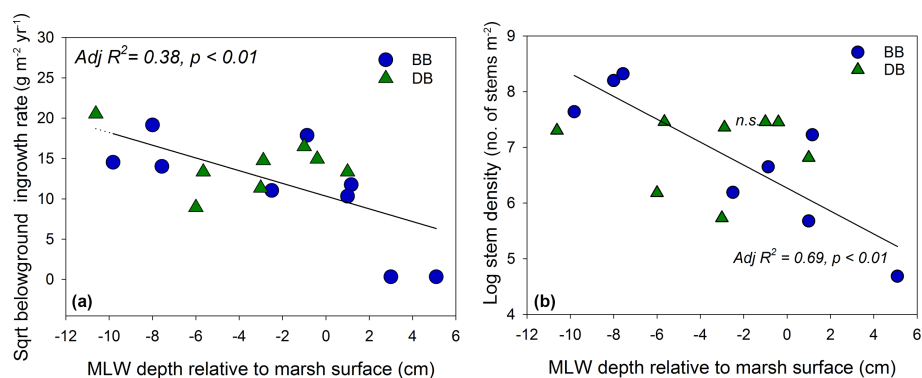 Sqrt belowground ingrowth rate (g m⁻² yr⁻¹)
30
25
20
15
10
5
0
Adj R² = 0.38, p < 0.01
BB
DB
(a)
-12 -10 -8 -6 -4 -2 0 2 4 6
MLW depth relative to marsh surface (cm)
Log stem density (no. of stems m⁻²)
9
8
7
6
5
4
BB
DB
n.s.
Adj R² = 0.69, p < 0.01
(b)
-12 -10 -8 -6 -4 -2 0 2 4 6
MLW depth relative to marsh surface (cm)